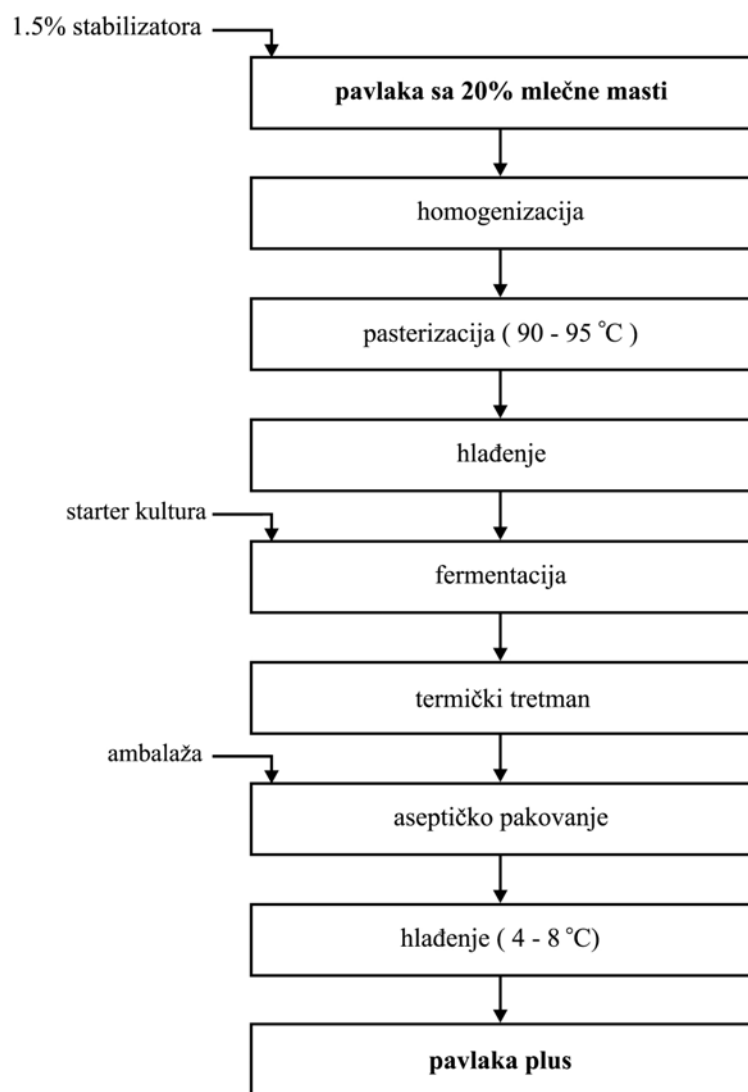 1.5% stabilizatora
pavlaka sa 20% mlečne masti
homogenizacija
pasterizacija ( 90 - 95 °C )
hlađenje
starter kultura
fermentacija
termički tretman
ambalaža
aseptičko pakovanje
hlađenje ( 4 - 8 °C)
pavlaka plus